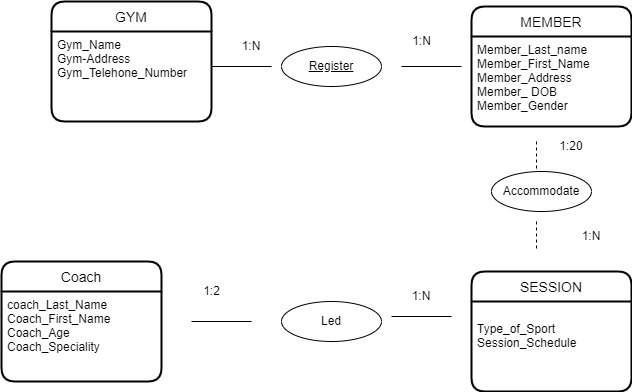 GYM
Gym_Name
Gym-Address
Gym_Telehone_Number
1:N
Register
1:N
MEMBER
Member_Last_name
Member_First_Name
Member_Address
Member_ DOB
Member_Gender
1:20
Accommodate
1:N
Coach
coach_Last_Name
Coach_First_Name
Coach_Age
Coach_Speciality
1:2
Led
1:N
SESSION
Type_of_Sport
Session_Schedule